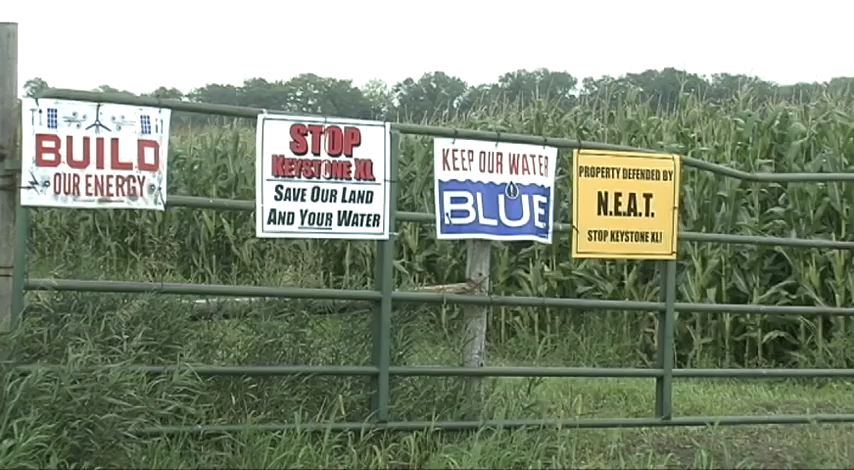 BUILD
OUR ENERGY
STOP
KEYSTONE XL
SAVE OUR LAND
AND YOUR WATER
KEEP OUR WATER
BLUE
PROPERTY DEFENDED BY
N.E.A.T.
STOP KEYSTONE XL!